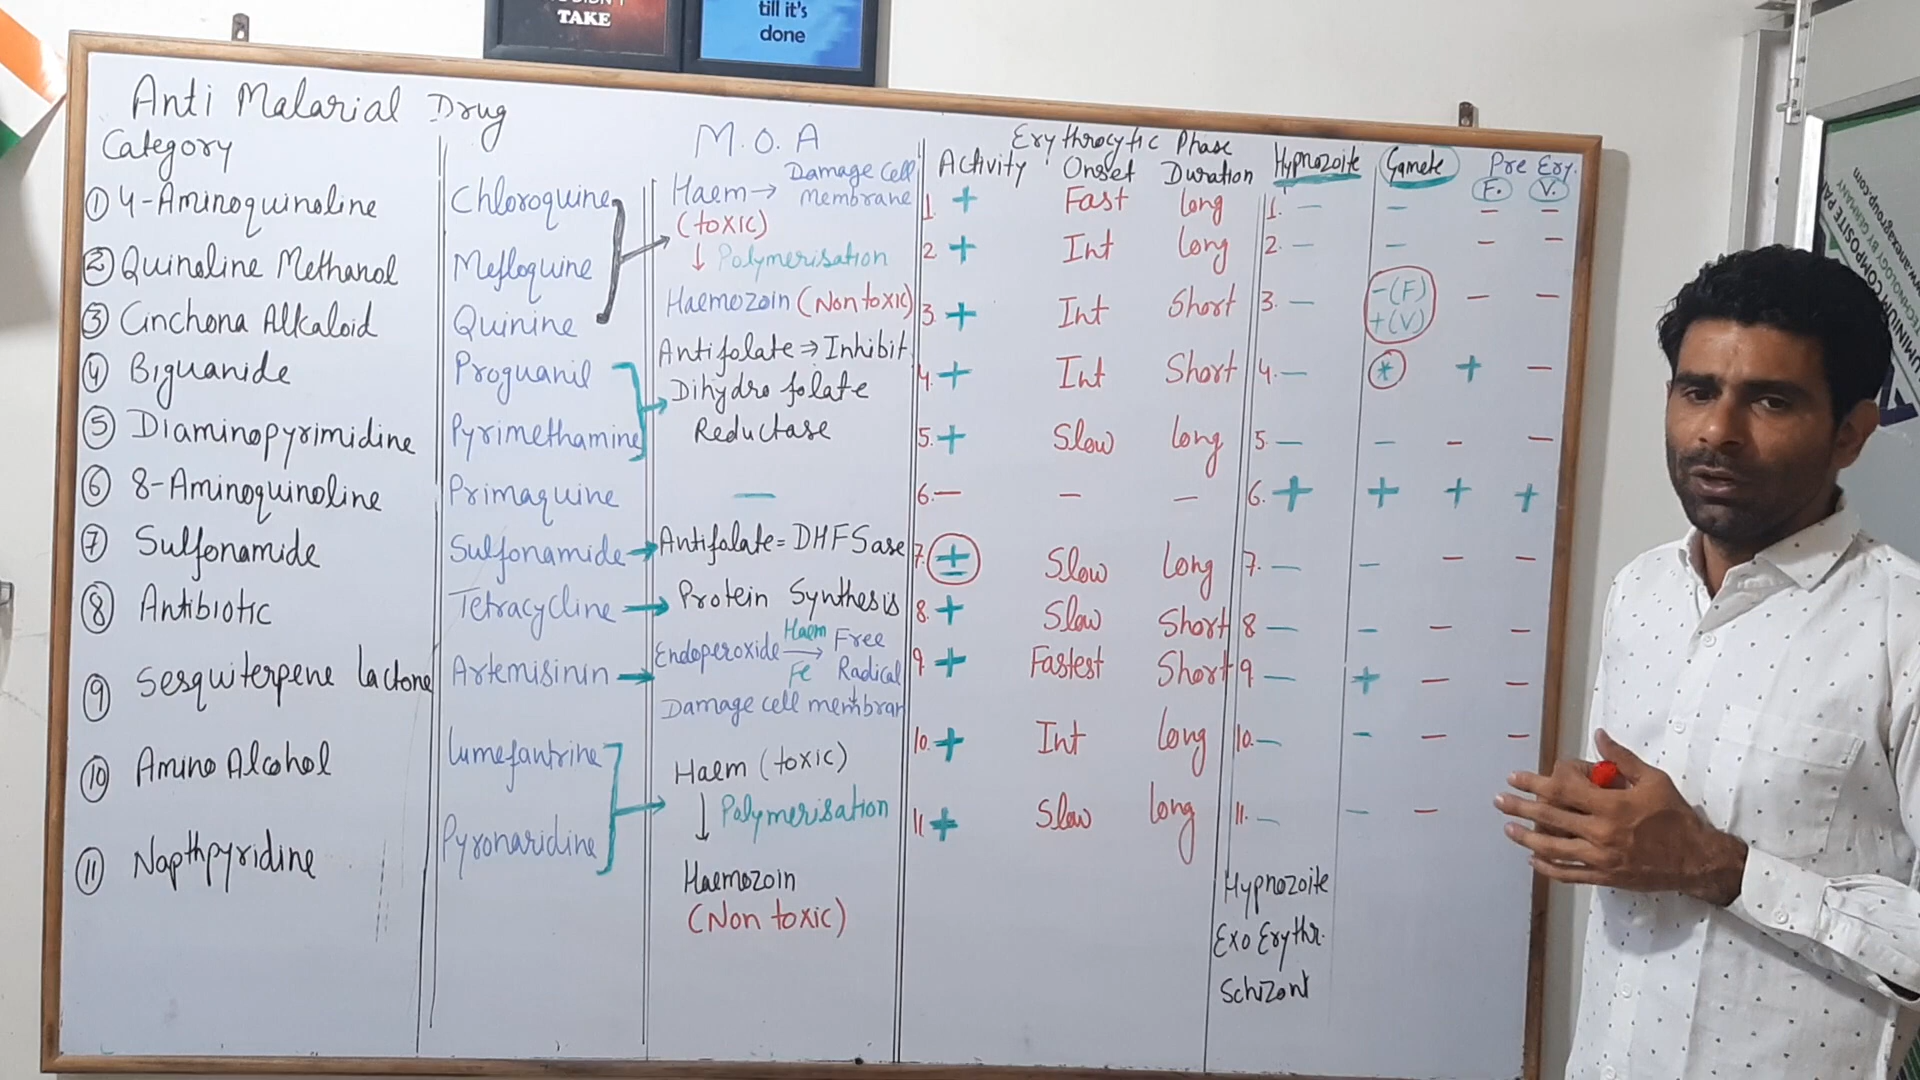 TAKE
till it's
done
Anti Malarial Drug
Category
M.O.A
Erythrocytic Phase
Activity Onset Duration
Hypnozoite
Gamete
Pre Ery.
F. V.
① 4-Aminoquinoline Chloroquine
Haem → Damage Cell membrane
(toxic)
↓ Polymerisation
Haemozoin (Non toxic)
1. + Fast Long 1. - - - -
② Quinoline Methanol Mefloquine
2 + Int Long 2. - - - -
③ Cinchona Alkaloid Quinine
3. + Int Short 3. - -(F) +(V) - -
④ Biguanide Proguanil
Antifolate ⇒ Inhibit
Dihydro folate
Reductase
4. + Int Short 4. - * + -
⑤ Diaminopyrimidine Pyrimethamine
5. + Slow Long 5 - - - -
⑥ 8-Aminoquinoline Primaquine -
6. - - - 6. + + + +
⑦ Sulfonamide Sulfonamide → Antifolate = DHFSase
7. ± Slow Long 7. - - - -
⑧ Antibiotic Tetracycline → Protein Synthesis
8. + Slow Short 8 - - - -
⑨ Sesquiterpene Lactone Artemisinin →
Endoperoxide Haem → Fe Free Radical
↓
Damage cell membran
9 + Fastest Short 9 - + - -
⑩ Amino Alcohol Lumefantrine
Haem (toxic)
↓ Polymerisation
Haemozoin
(Non toxic)
10. + Int Long 10. - - - -
⑪ Napthpyridine Pyronaridine
11 + Slow Long 11. - - -
Hypnozoite
Exo Erythr.
Schizont